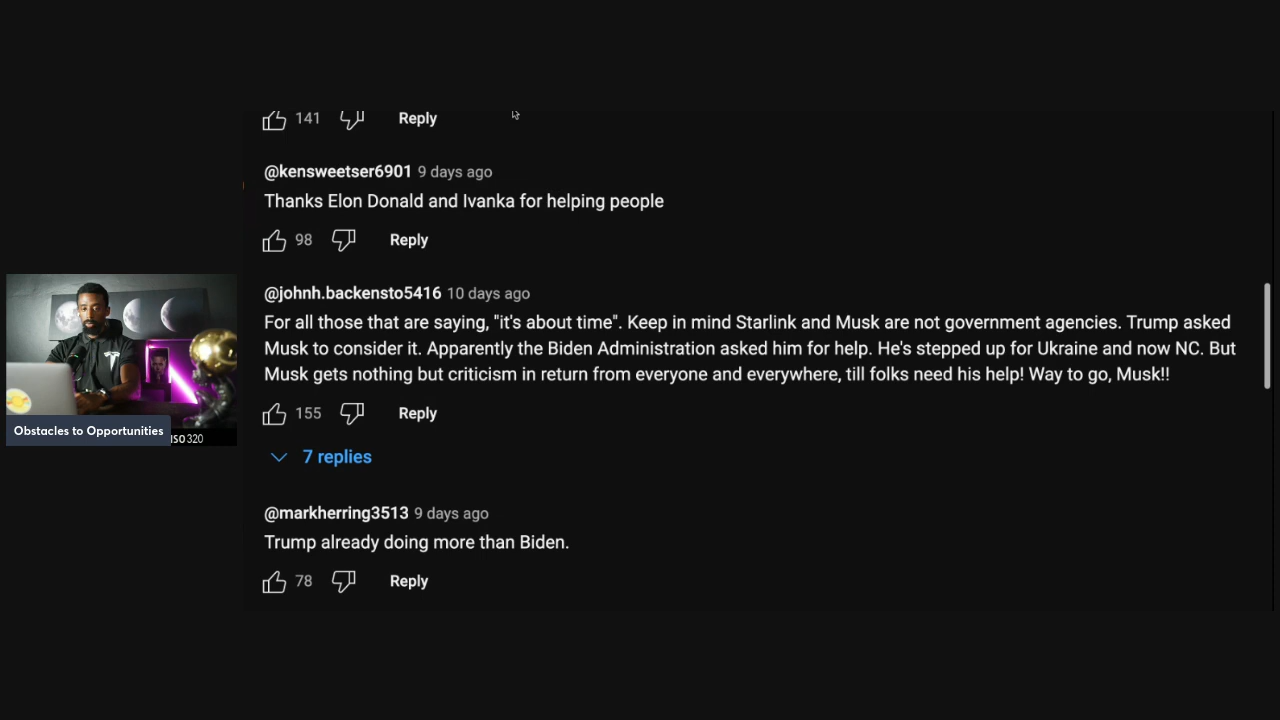 141 Reply
@kensweetser6901 9 days ago
Thanks Elon Donald and Ivanka for helping people
98 Reply
@johnh.backensto5416 10 days ago
For all those that are saying, "it's about time". Keep in mind Starlink and Musk are not government agencies. Trump asked
Musk to consider it. Apparently the Biden Administration asked him for help. He's stepped up for Ukraine and now NC. But
Musk gets nothing but criticism in return from everyone and everywhere, till folks need his help! Way to go, Musk!!
155 Reply
7 replies
@markherring3513 9 days ago
Trump already doing more than Biden.
78 Reply
Obstacles to Opportunities
ISO 320